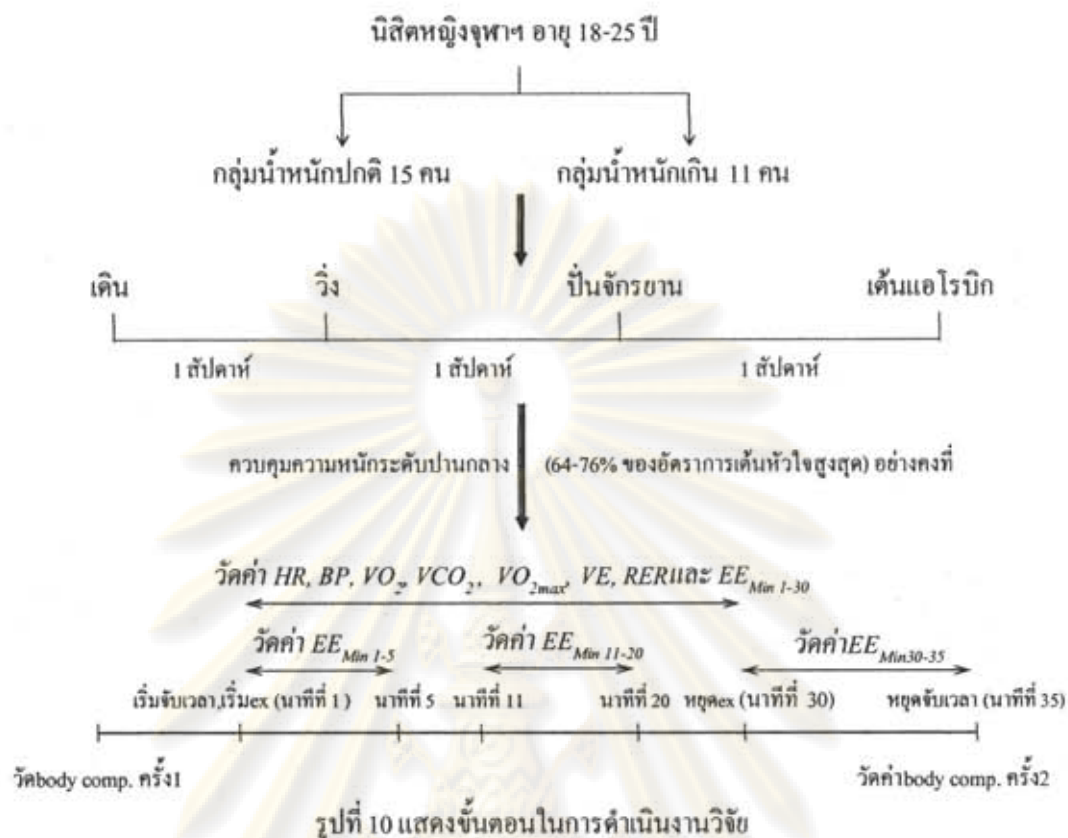 นิสิตหญิงจุฬาฯ อายุ 18-25 ปี
กลุ่มน้ำหนักปกติ 15 คน กลุ่มน้ำหนักเกิน 11 คน
เดิน วิ่ง ปั่นจักรยาน เต้นแอโรบิก
1 สัปดาห์ 1 สัปดาห์ 1 สัปดาห์
ควบคุมความหนักระดับปานกลาง (64-76% ของอัตราการเต้นหัวใจสูงสุด) อย่างคงที่
วัดค่า HR, BP, VO2, VCO2, VO2max, VE, RERและ EEMin 1-30
วัดค่า EEMin 1-5 วัดค่า EEMin 11-20 วัดค่าEEMin30-35
เริ่มจับเวลา,เริ่มex (นาทีที่ 1 ) นาทีที่ 5 นาทีที่ 11 นาทีที่ 20 หยุดex (นาทีที่ 30) หยุดจับเวลา (นาทีที่ 35)
วัดbody comp. ครั้ง1 วัดค่าbody comp. ครั้ง2
รูปที่ 10 แสดงขั้นตอนในการดำเนินงานวิจัย